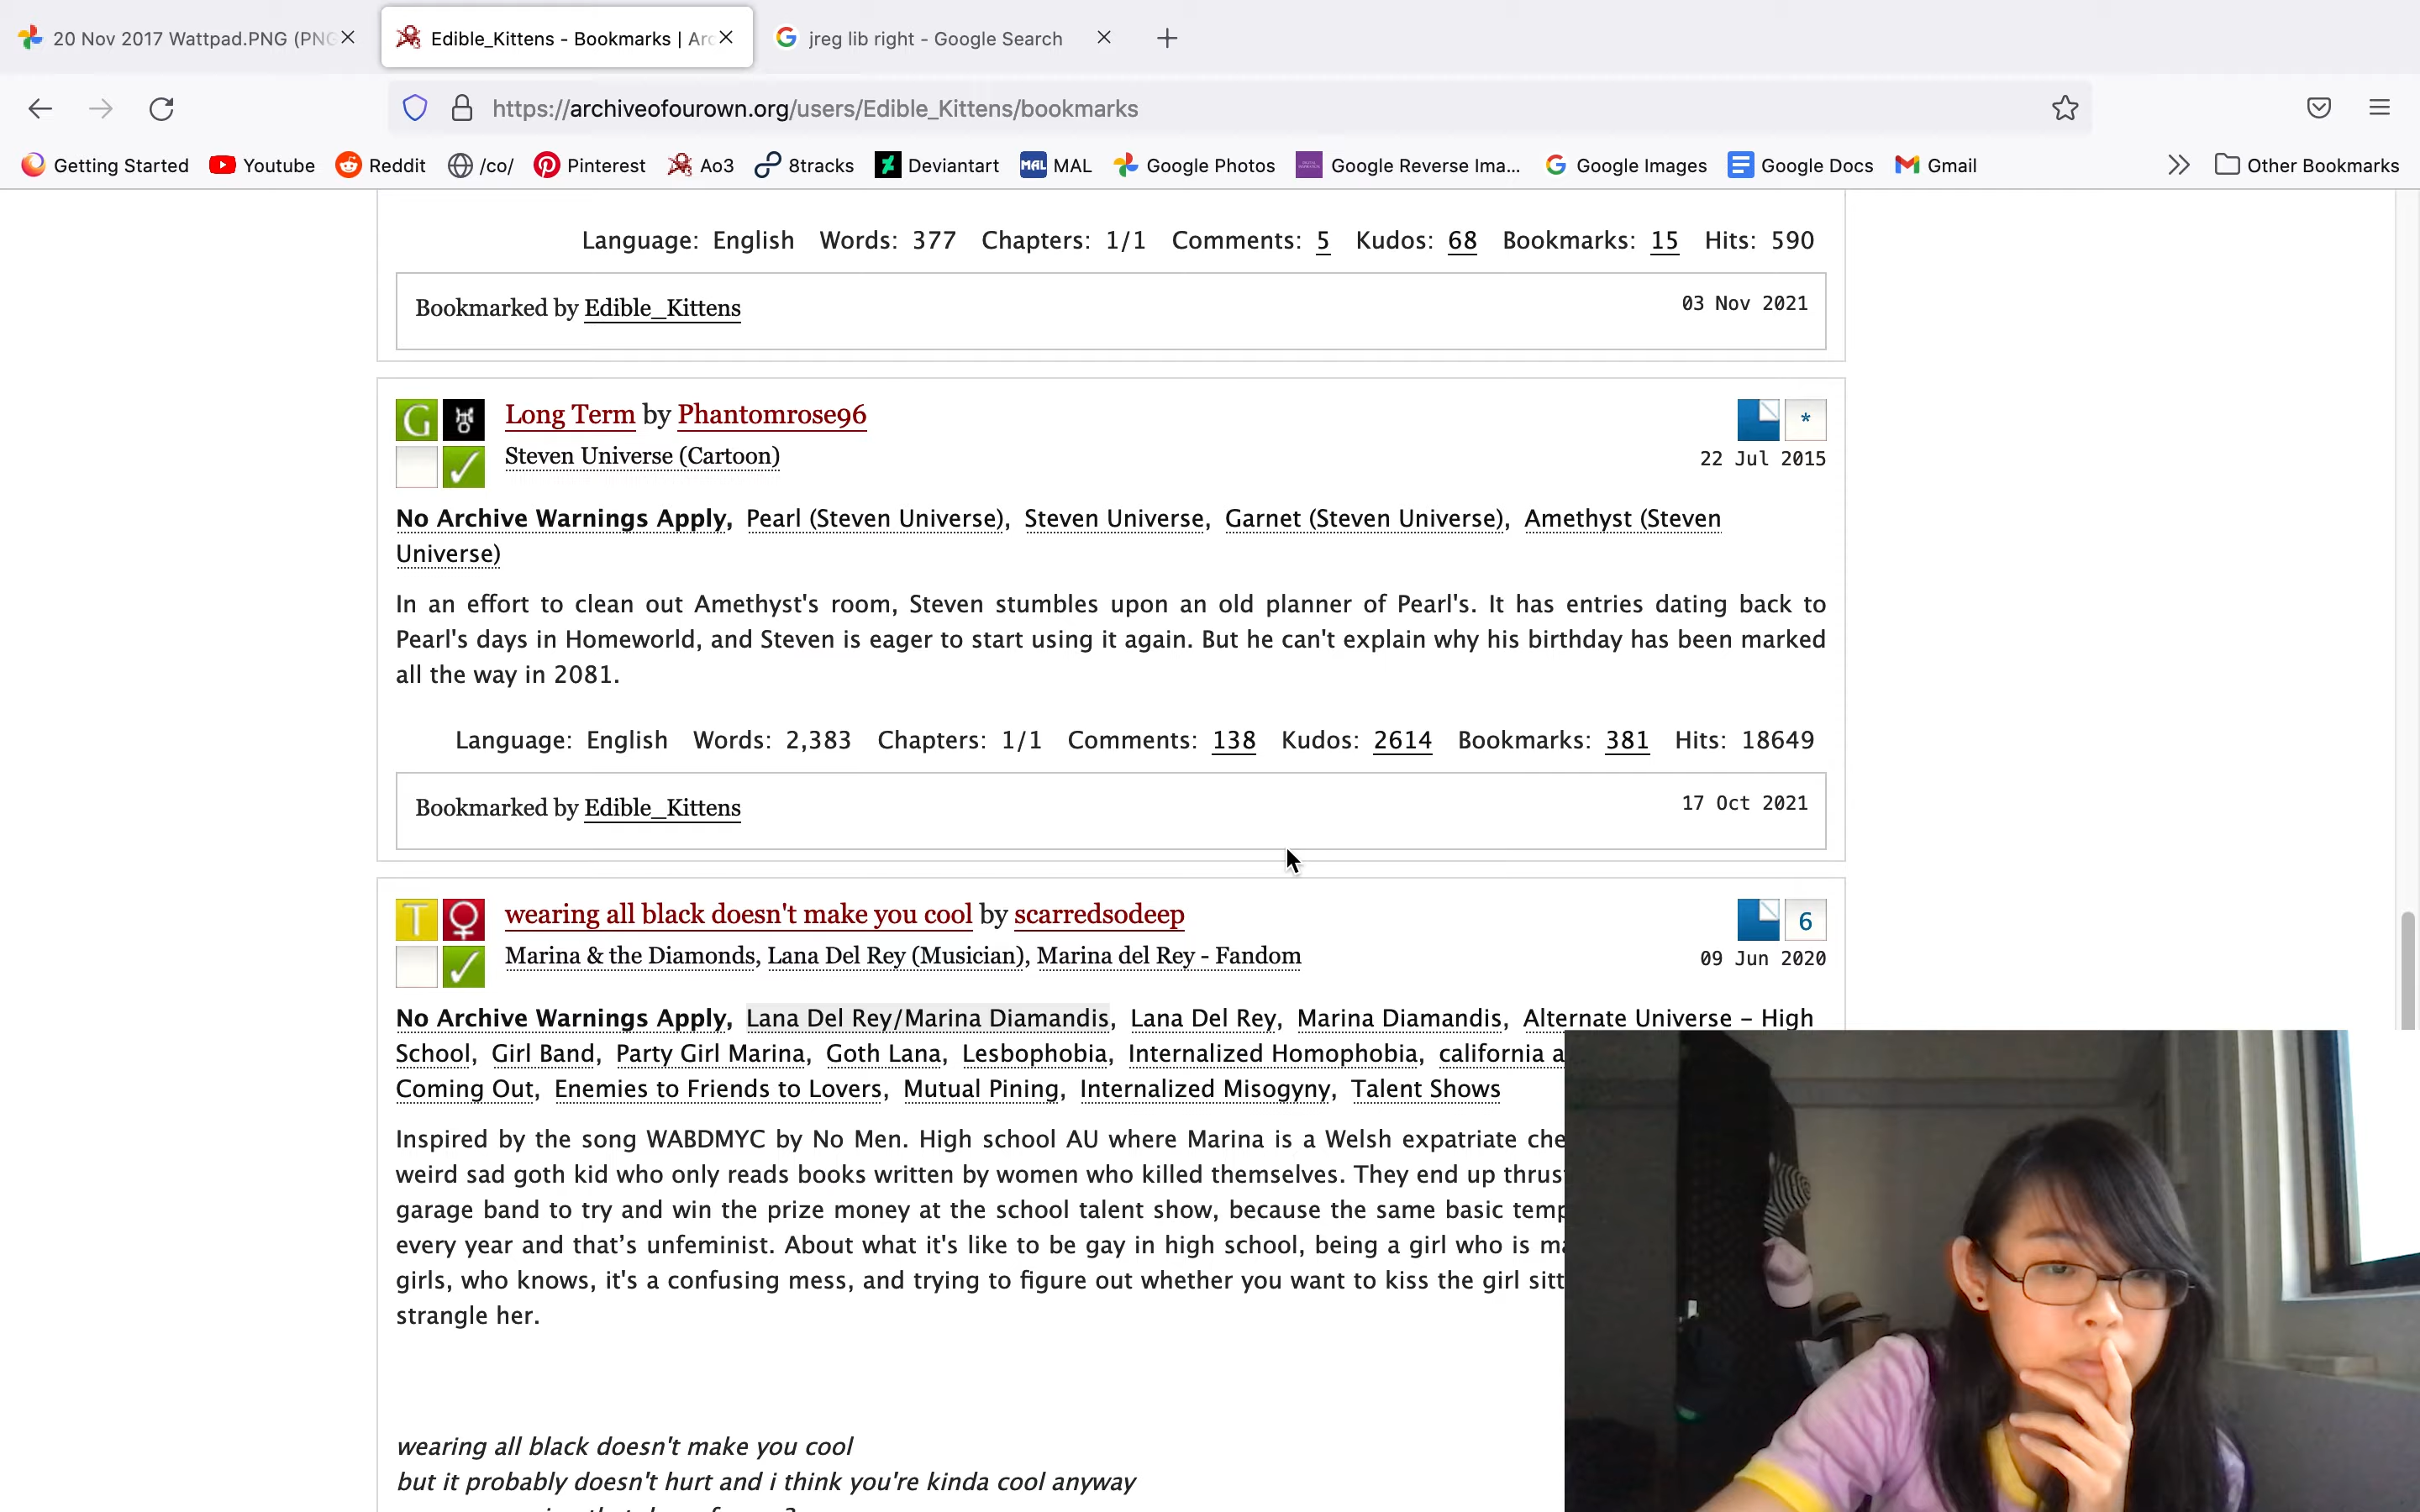 20 Nov 2017 Wattpad.PNG (PNG
Edible_Kittens - Bookmarks | Arc
jreg lib right - Google Search
https://archiveofourown.org/users/Edible_Kittens/bookmarks
Getting Started Youtube Reddit /co/ Pinterest Ao3 8tracks Deviantart MAL MAL Google Photos Google Reverse Ima... Google Images Google Docs Gmail Other Bookmarks
Language: English Words: 377 Chapters: 1/1 Comments: 5 Kudos: 68 Bookmarks: 15 Hits: 590
Bookmarked by Edible_Kittens 03 Nov 2021
G Long Term by Phantomrose96 *
Steven Universe (Cartoon) 22 Jul 2015
No Archive Warnings Apply, Pearl (Steven Universe), Steven Universe, Garnet (Steven Universe), Amethyst (Steven
Universe)
In an effort to clean out Amethyst's room, Steven stumbles upon an old planner of Pearl's. It has entries dating back to
Pearl's days in Homeworld, and Steven is eager to start using it again. But he can't explain why his birthday has been marked
all the way in 2081.
Language: English Words: 2,383 Chapters: 1/1 Comments: 138 Kudos: 2614 Bookmarks: 381 Hits: 18649
Bookmarked by Edible_Kittens 17 Oct 2021
T wearing all black doesn't make you cool by scarredsodeep 6
Marina & the Diamonds, Lana Del Rey (Musician), Marina del Rey - Fandom 09 Jun 2020
No Archive Warnings Apply, Lana Del Rey/Marina Diamandis, Lana Del Rey, Marina Diamandis, Alternate Universe – High
School, Girl Band, Party Girl Marina, Goth Lana, Lesbophobia, Internalized Homophobia, california a
Coming Out, Enemies to Friends to Lovers, Mutual Pining, Internalized Misogyny, Talent Shows
Inspired by the song WABDMYC by No Men. High school AU where Marina is a Welsh expatriate che
weird sad goth kid who only reads books written by women who killed themselves. They end up thrus
garage band to try and win the prize money at the school talent show, because the same basic temp
every year and that’s unfeminist. About what it's like to be gay in high school, being a girl who is ma
girls, who knows, it's a confusing mess, and trying to figure out whether you want to kiss the girl sitt
strangle her.
wearing all black doesn't make you cool
but it probably doesn't hurt and i think you're kinda cool anyway